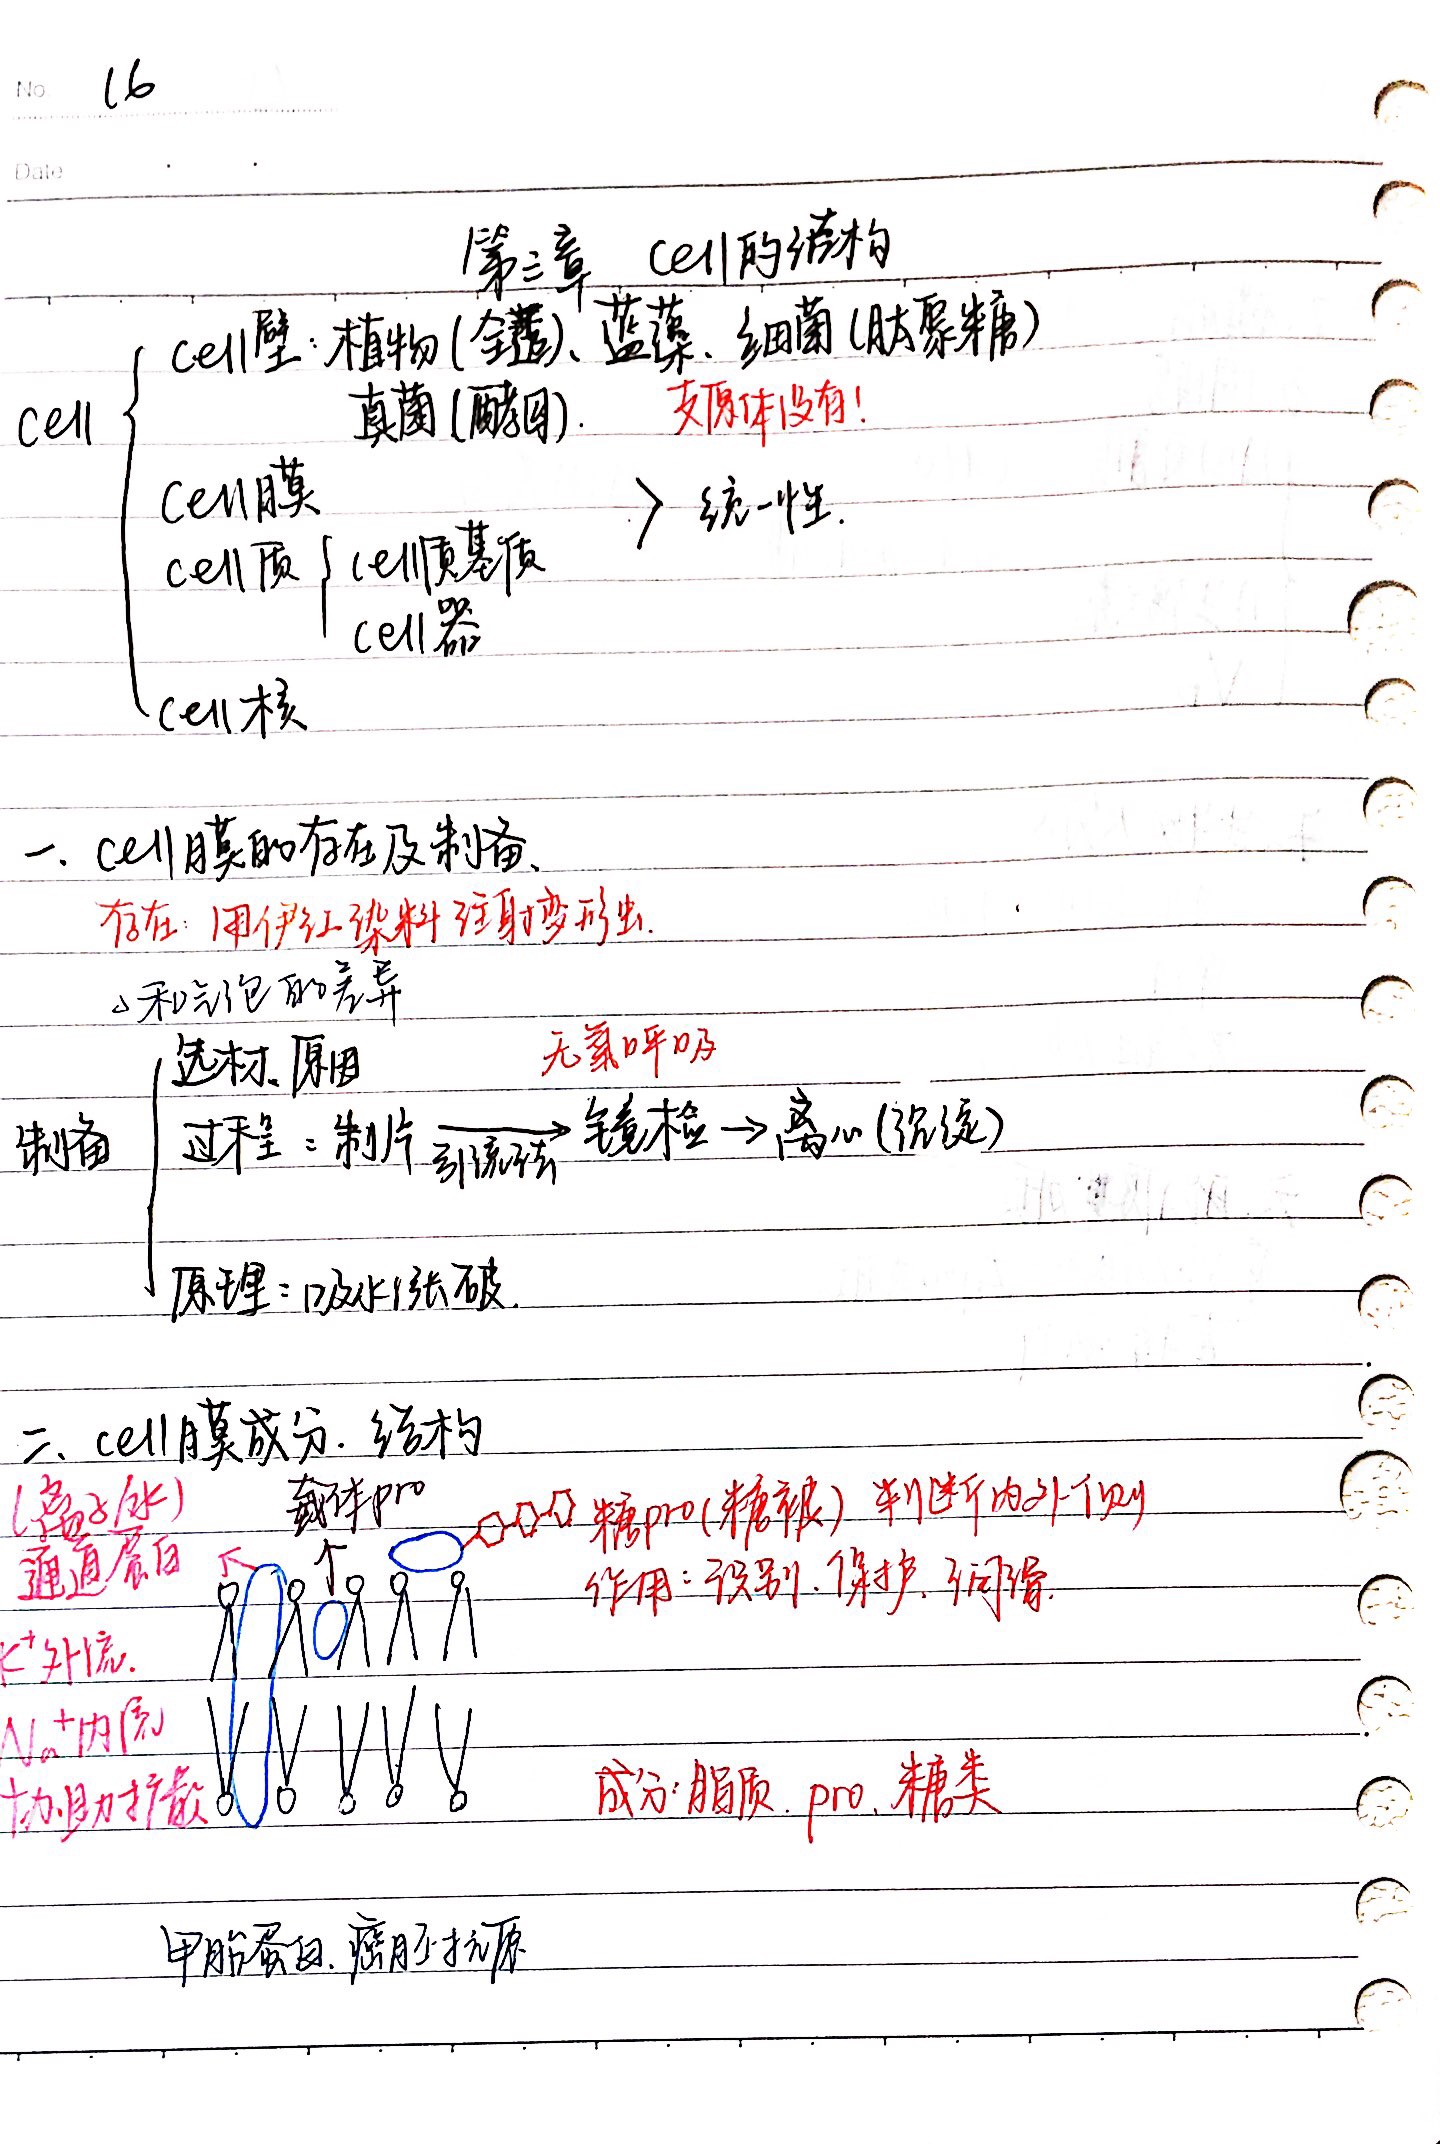 No. 16
Date
第三章 cell的结构
cell
cell壁:植物(全能)、蓝藻、细菌(肽聚糖)
真菌(酵母).
支原体没有!
cell膜
统一性.
cell质
cell质基质
cell器
cell核
一、cell膜的存在及制备、
存在: 用伊红染料注射变形虫.
和气泡的差异
制备
选材、原因
无氧呼吸
过程:制片 引流法→ 镜检→离心(沉淀)
原理:吸水涨破.
二、cell膜成分.结构
(离子/水)
通道蛋白
载体pro
糖pro(糖被) 判断内外侧
作用:识别、保护、润滑.
K⁺外流.
Na⁺内流
协助扩散
成分:脂质、pro、糖类
甲胎蛋白、癌胚抗原